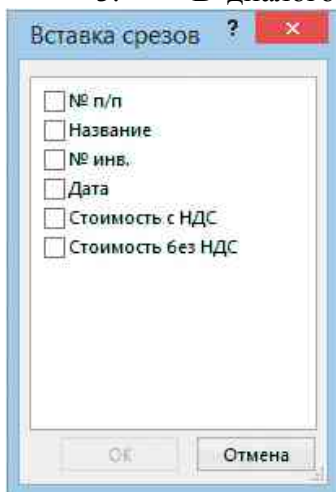 Вставка срезов ?
№ п/п
Название
№ инв.
Дата
Стоимость с НДС
Стоимость без НДС
ОК Отмена